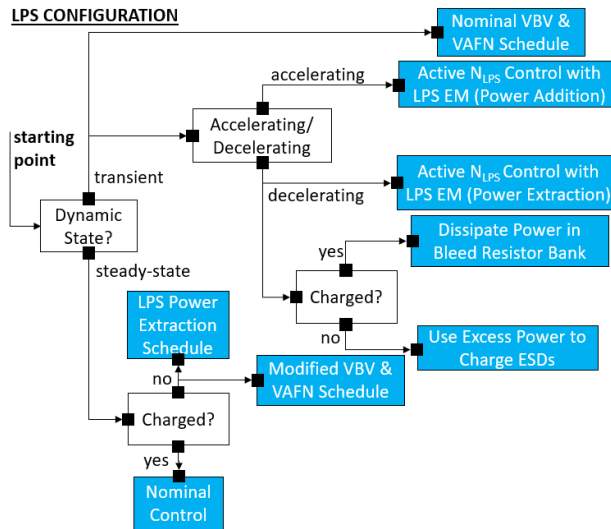 LPS CONFIGURATION
Nominal VBV &
VAFN Schedule
accelerating
Active N_LPS Control with
LPS EM (Power Addition)
Accelerating/
Decelerating
starting
point
transient
decelerating
Active N_LPS Control with
LPS EM (Power Extraction)
Dynamic
State?
yes
Dissipate Power in
Bleed Resistor Bank
steady-state
Charged?
LPS Power
Extraction
Schedule
no
Use Excess Power to
Charge ESDs
no
Modified VBV &
VAFN Schedule
Charged?
yes
Nominal
Control